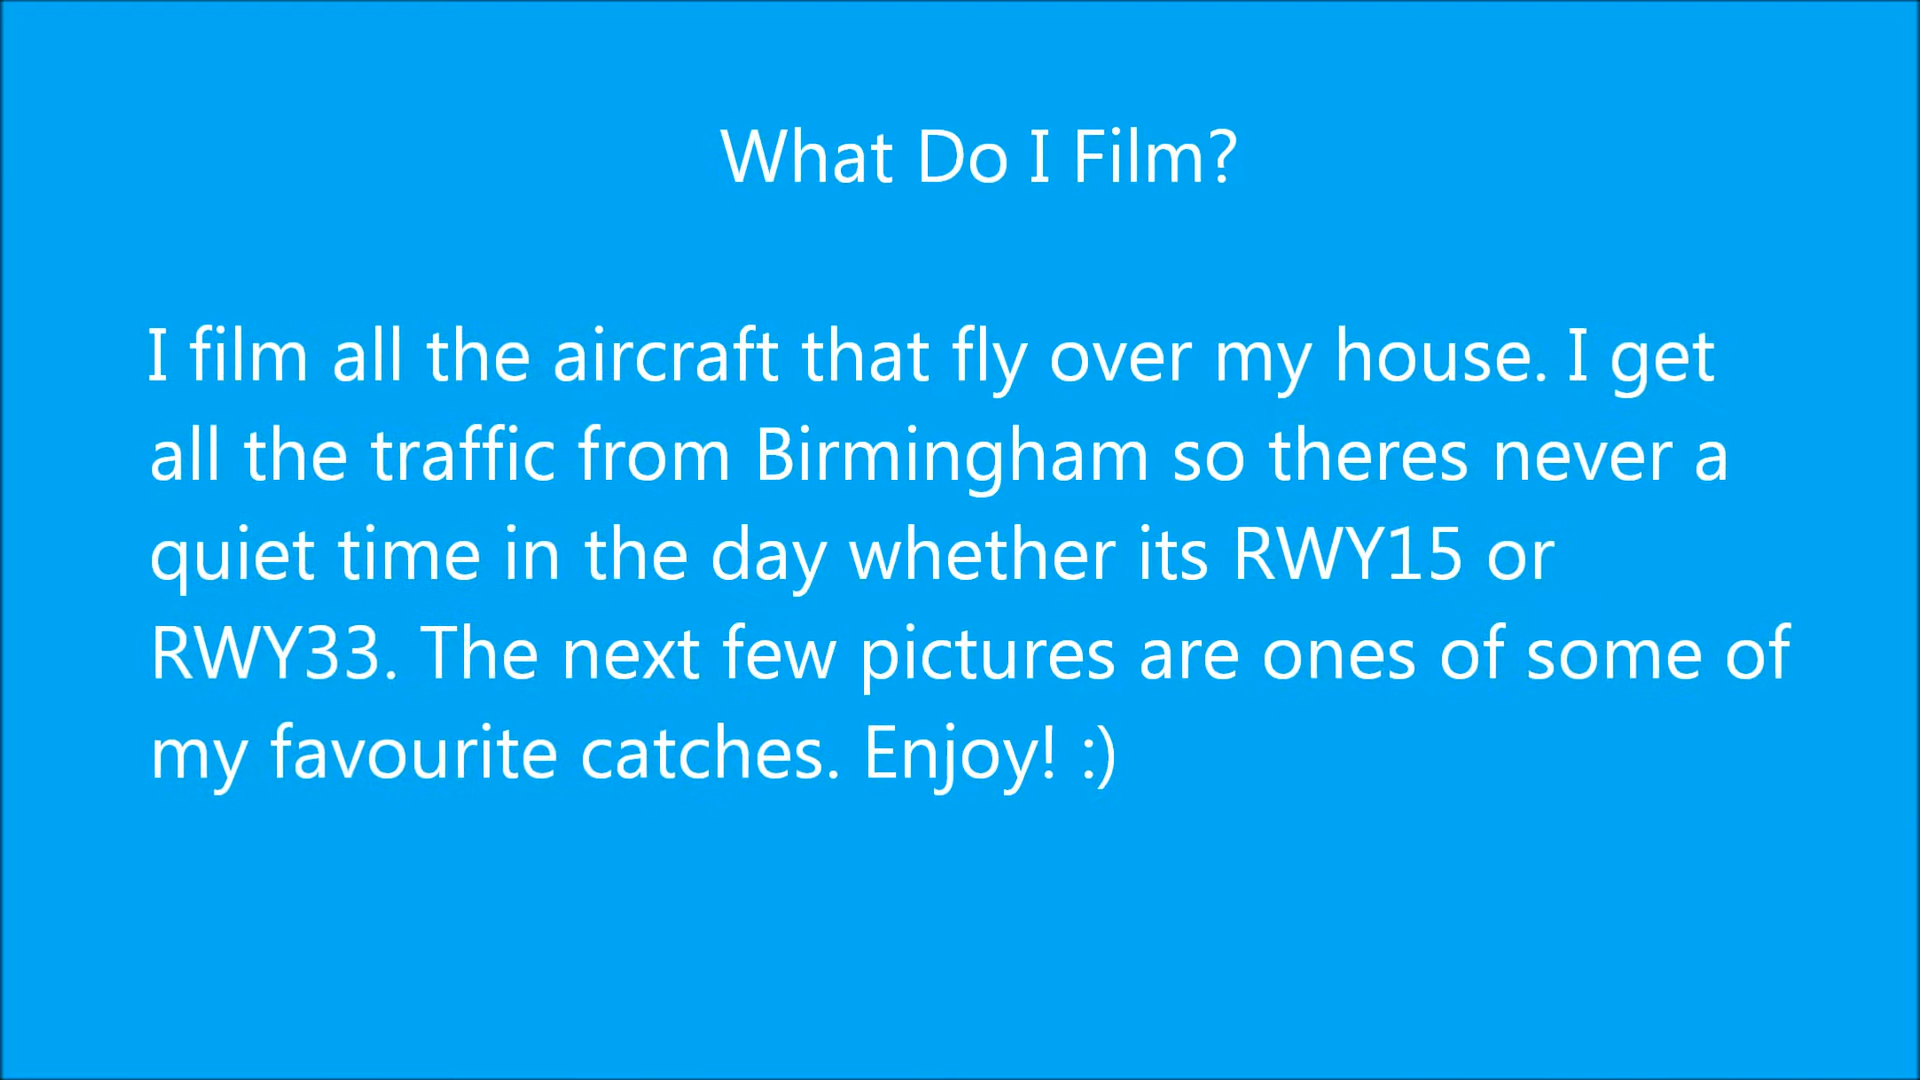 What Do I Film?
I film all the aircraft that fly over my house. I get
all the traffic from Birmingham so theres never a
quiet time in the day whether its RWY15 or
RWY33. The next few pictures are ones of some of
my favourite catches. Enjoy! :)